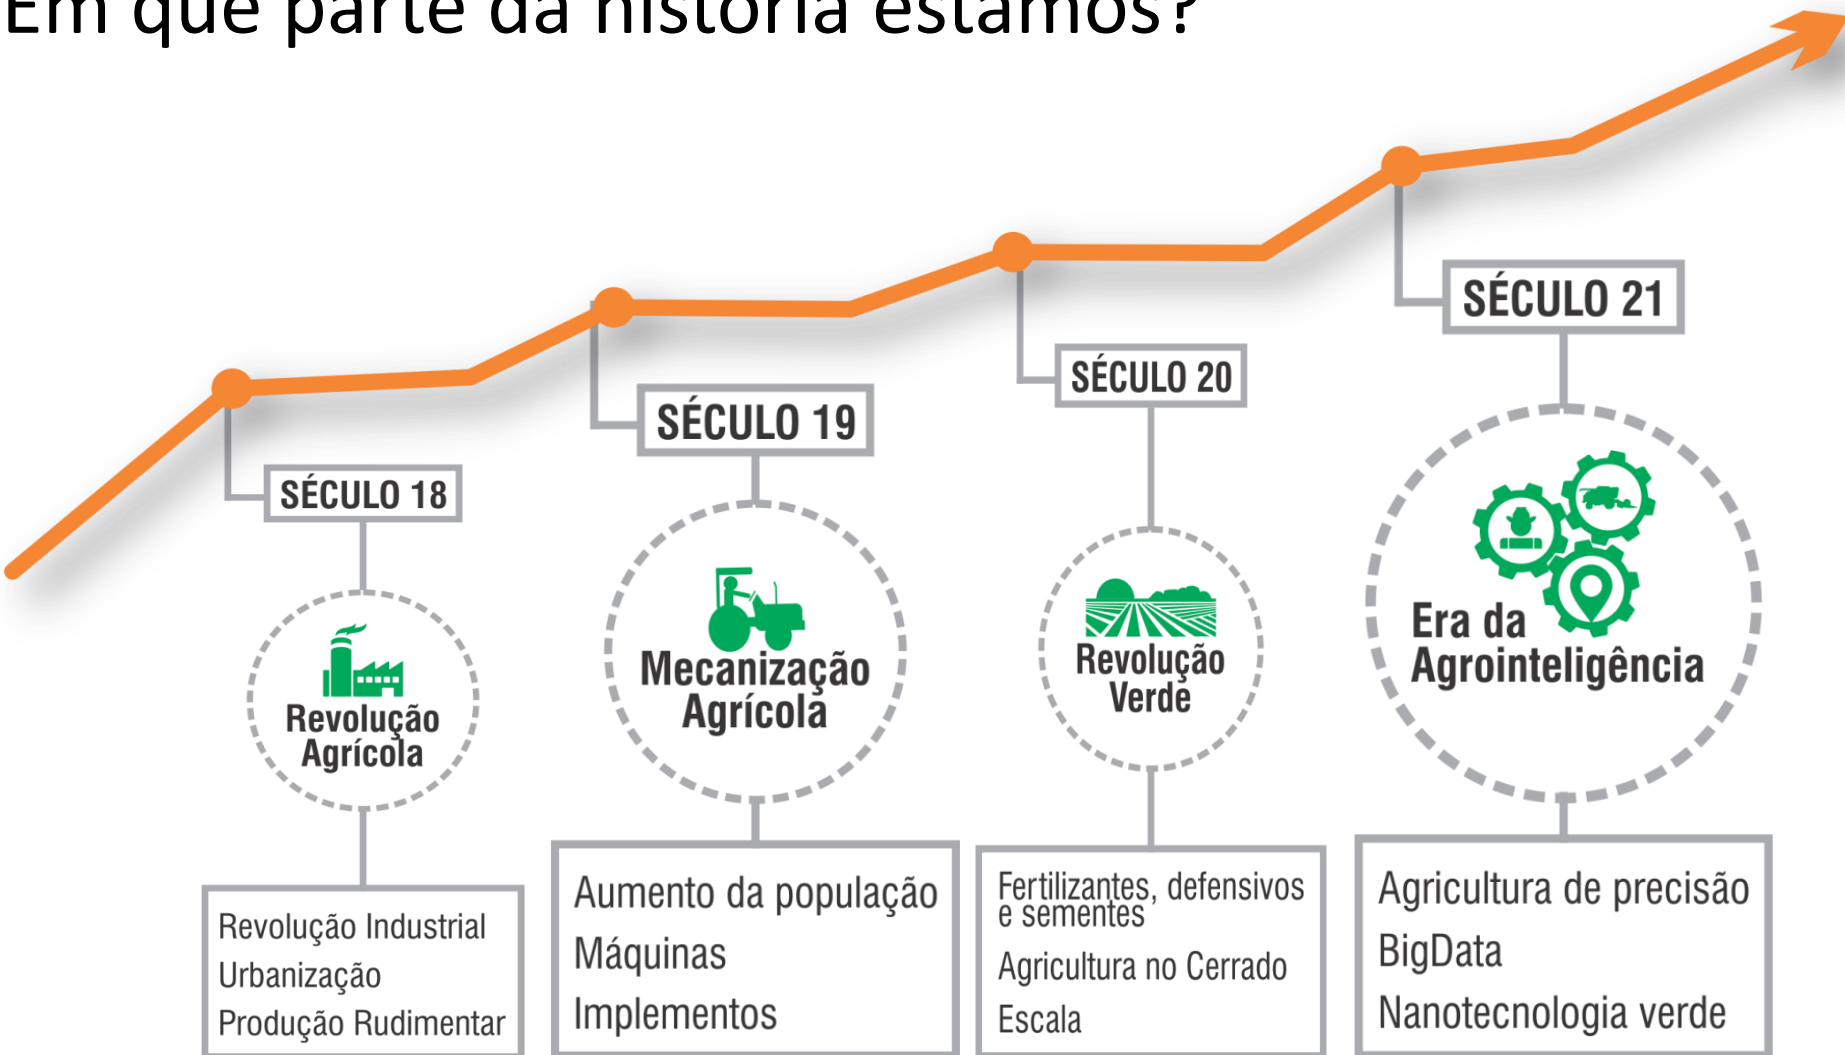 Em que parte da história estamos?
SÉCULO 18
Revolução
Agrícola
Revolução Industrial
Urbanização
Produção Rudimentar
SÉCULO 19
Mecanização
Agrícola
Aumento da população
Máquinas
Implementos
SÉCULO 20
Revolução
Verde
Fertilizantes, defensivos
e sementes
Agricultura no Cerrado
Escala
SÉCULO 21
Era da
Agrointeligência
Agricultura de precisão
BigData
Nanotecnologia verde